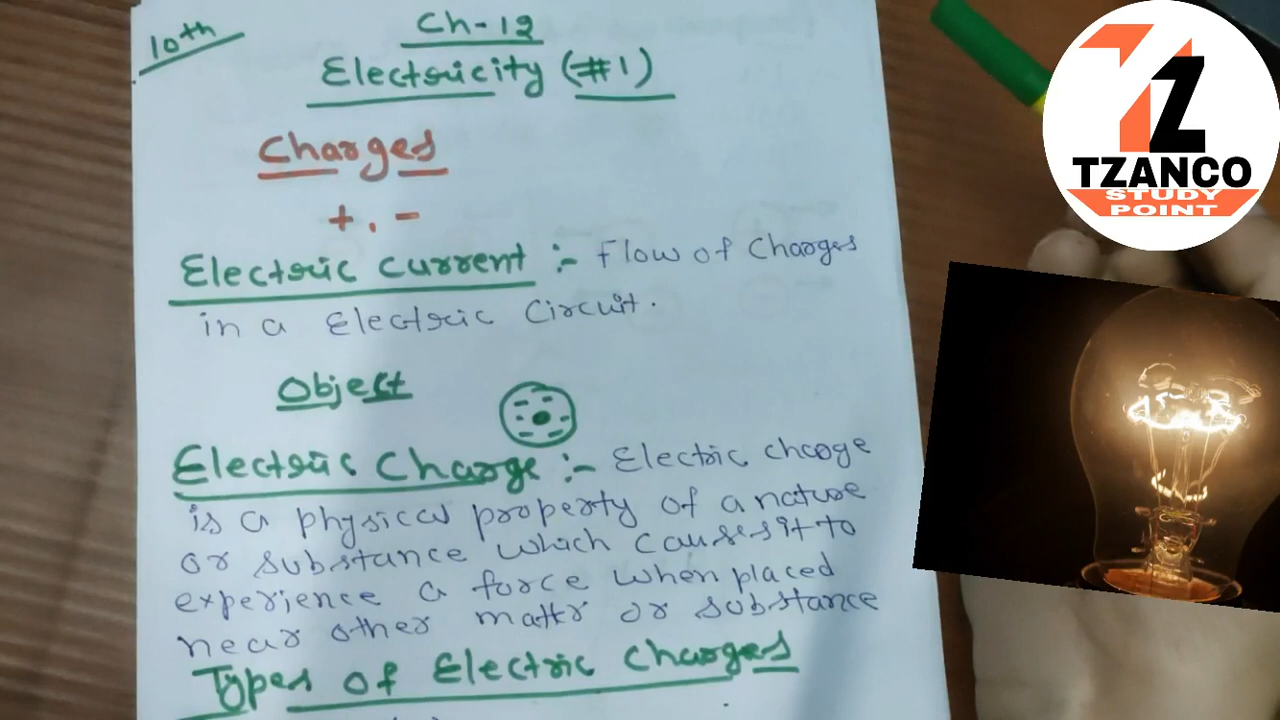 10th
Ch-12
Electricity (#1)
Charges
+ . -
Electric current :- Flow of Charges
in a Electric Circuit.
Object
Electric Charge :- Electric charge
is a physical property of a nature
or substance which causes it to
experience a force when placed
near other matter or substance
Types of Electric Charges
TZ
TZANCO
STUDY
POINT